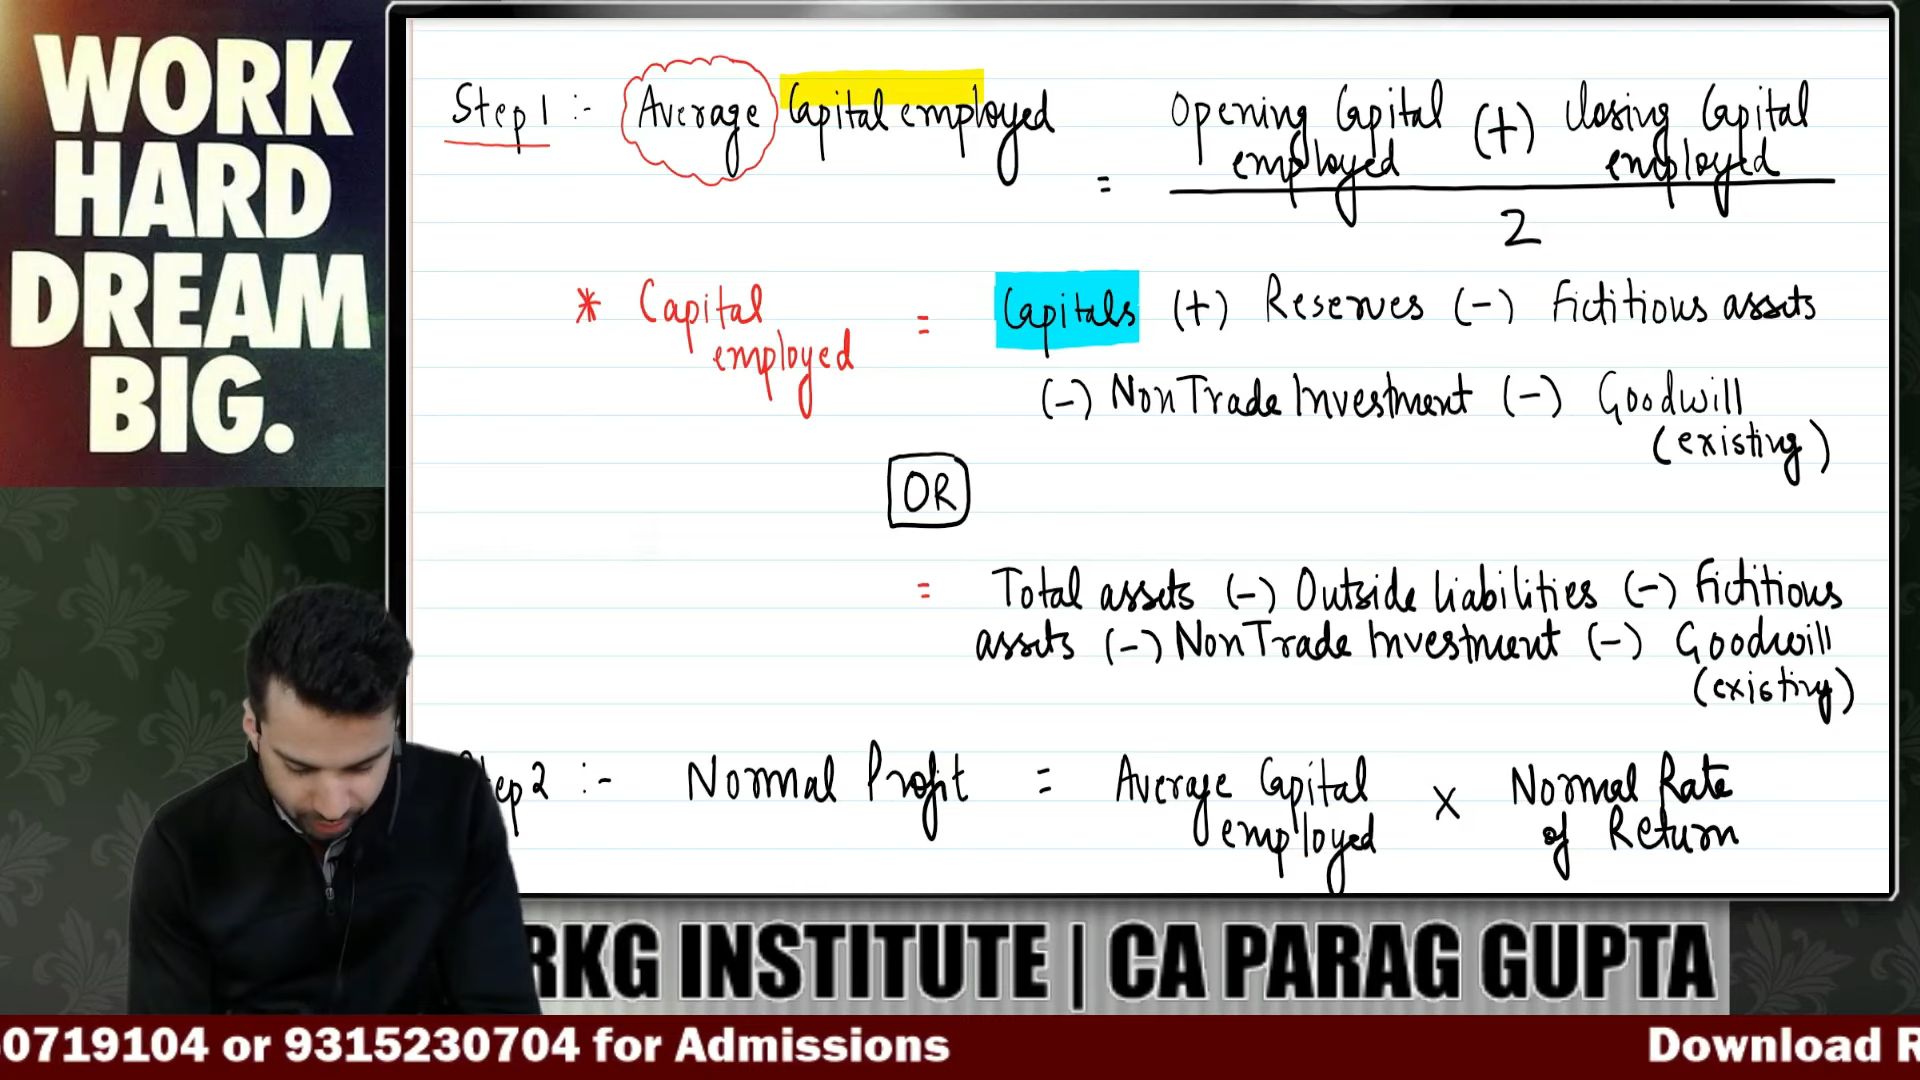 WORK
HARD
DREAM
BIG.
Step 1 :- Average Capital employed = Opening Capital employed (+) Closing Capital employed
2
* Capital employed = Capitals (+) Reserves (-) Fictitious assets
(-) Non Trade Investment (-) Goodwill
(existing)
OR
= Total assets (-) Outside liabilities (-) Fictitious
assets (-) Non Trade Investment (-) Goodwill
(existing)
tep 2 :- Normal Profit = Average Capital employed X Normal Rate of Return
RKG INSTITUTE | CA PARAG GUPTA
0719104 or 9315230704 for Admissions
Download R